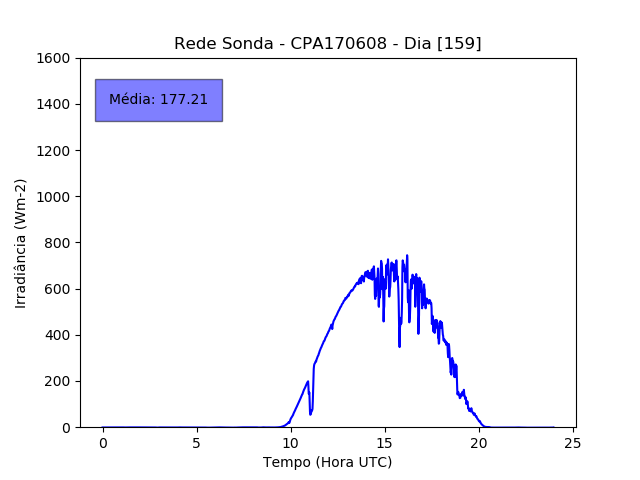 Rede Sonda - CPA170608 - Dia [159]
Média: 177.21
Irradiância (Wm-2)
1600
1400
1200
1000
800
600
400
200
0
0 5 10 15 20 25
Tempo (Hora UTC)